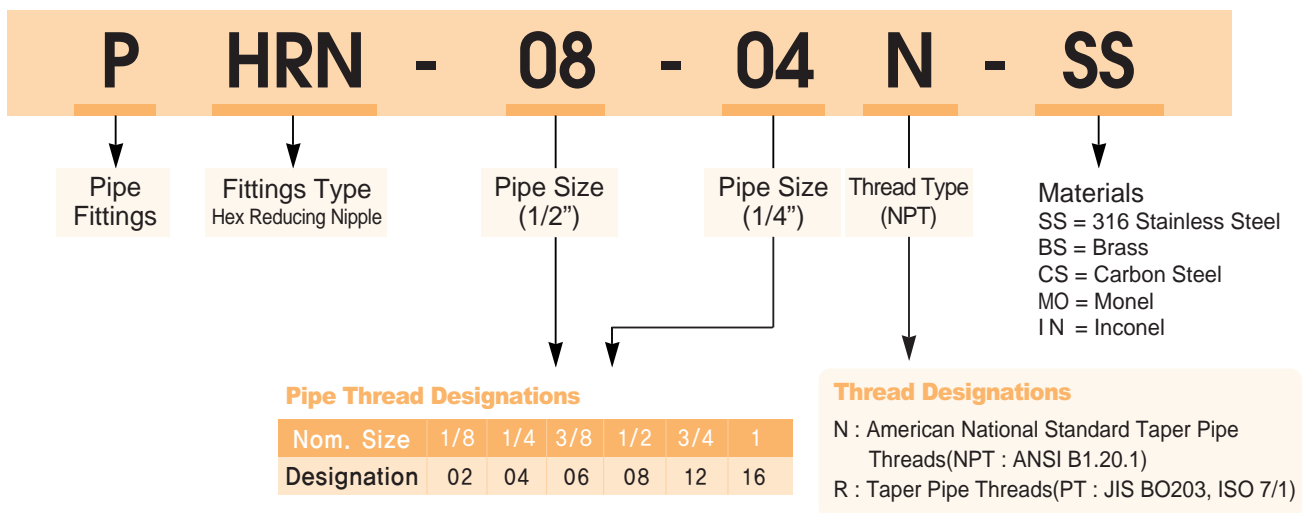 P HRN - 08 - 04 N - SS
Pipe
Fittings
Fittings Type
Hex Reducing Nipple
Pipe Size
(1/2”)
Pipe Size
(1/4”)
Thread Type
(NPT)
Materials
SS = 316 Stainless Steel
BS = Brass
CS = Carbon Steel
MO = Monel
IN = Inconel
Pipe Thread Designations
Nom. Size 1/8 1/4 3/8 1/2 3/4 1
Designation 02 04 06 08 12 16
Thread Designations
N : American National Standard Taper Pipe
Threads(NPT : ANSI B1.20.1)
R : Taper Pipe Threads(PT : JIS BO203, ISO 7/1)